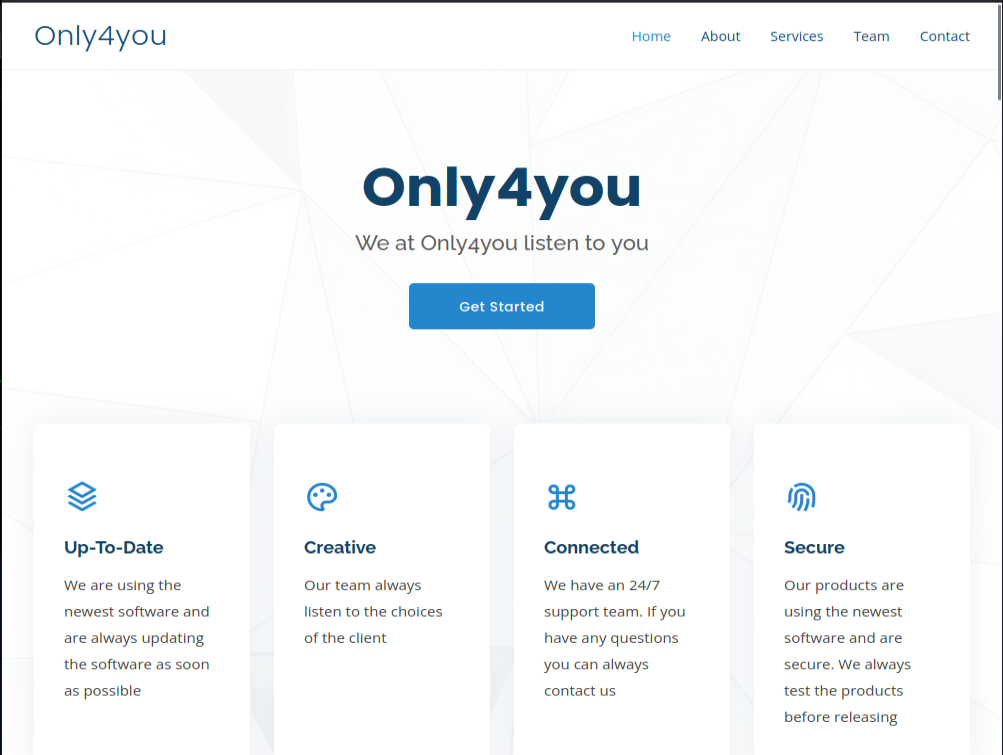 Only4you
Home About Services Team Contact
Only4you
We at Only4you listen to you
Get Started
Up-To-Date
We are using the
newest software and
are always updating
the software as soon
as possible
Creative
Our team always
listen to the choices
of the client
Connected
We have an 24/7
support team. If you
have any questions
you can always
contact us
Secure
Our products are
using the newest
software and are
secure. We always
test the products
before releasing